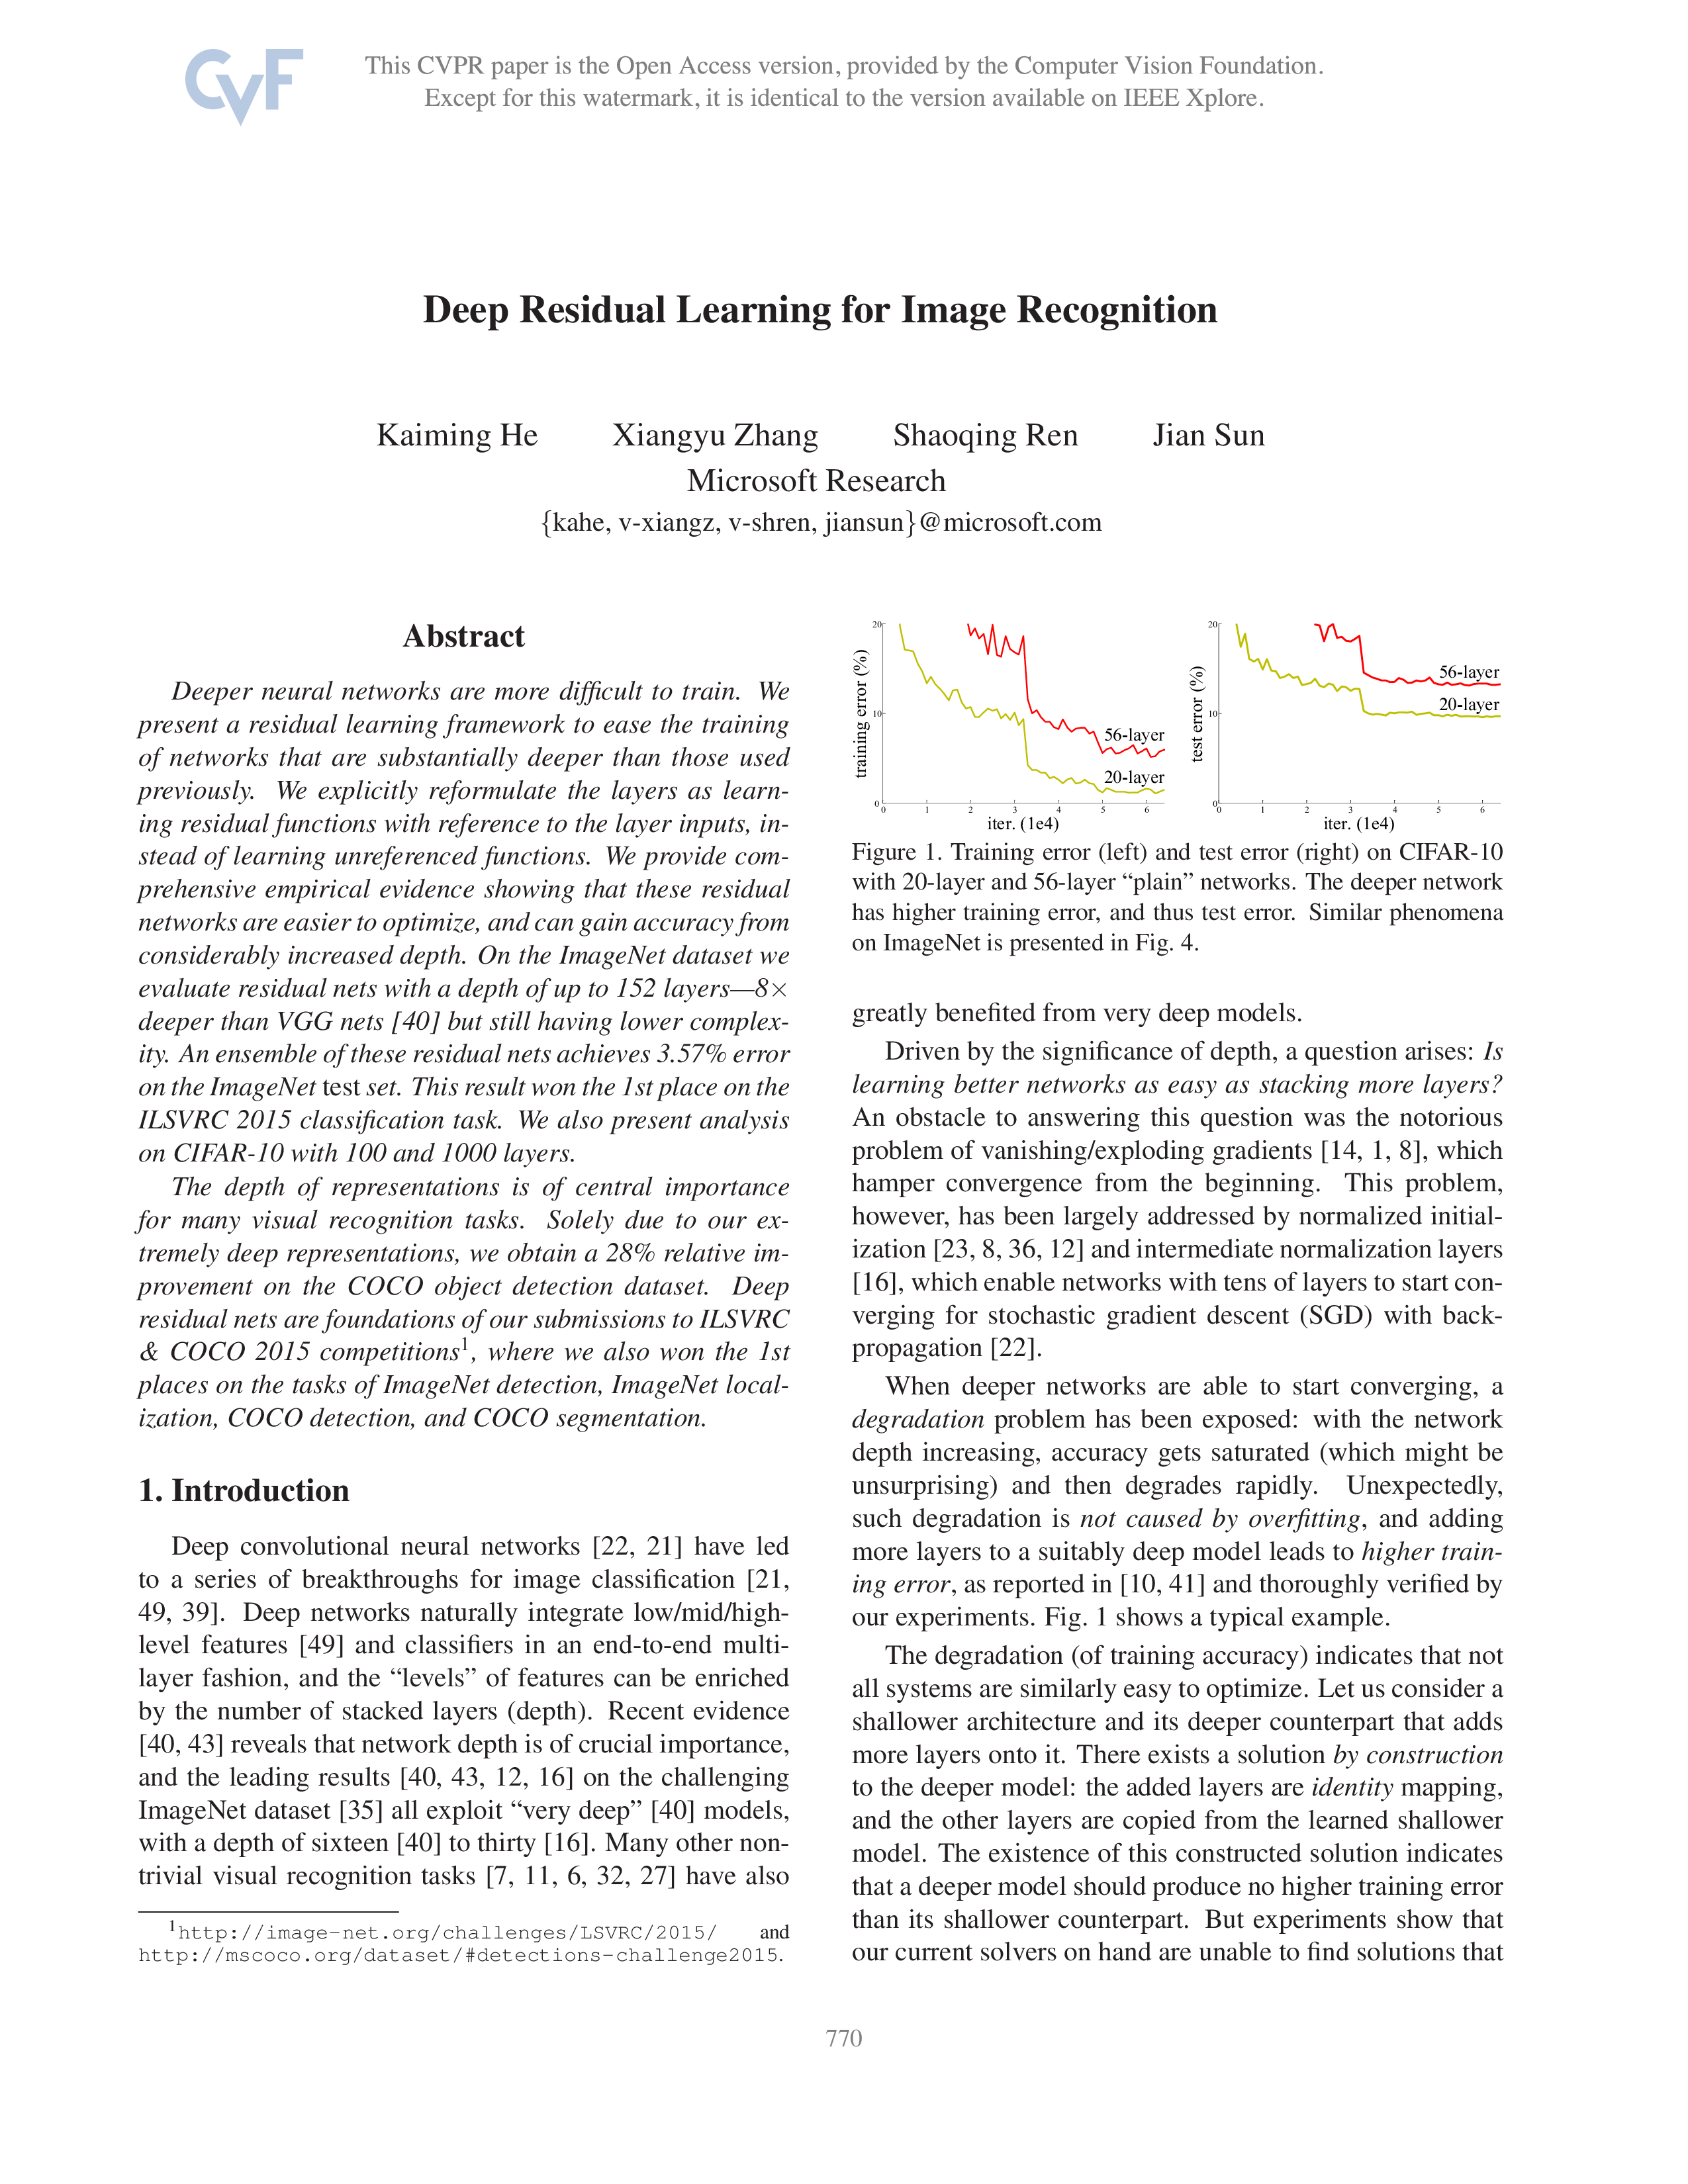 CVF
This CVPR paper is the Open Access version, provided by the Computer Vision Foundation.
Except for this watermark, it is identical to the version available on IEEE Xplore.
Deep Residual Learning for Image Recognition
Kaiming He Xiangyu Zhang Shaoqing Ren Jian Sun
Microsoft Research
{kahe, v-xiangz, v-shren, jiansun}@microsoft.com
Abstract
Deeper neural networks are more difficult to train. We
present a residual learning framework to ease the training
of networks that are substantially deeper than those used
previously. We explicitly reformulate the layers as learn-
ing residual functions with reference to the layer inputs, in-
stead of learning unreferenced functions. We provide com-
prehensive empirical evidence showing that these residual
networks are easier to optimize, and can gain accuracy from
considerably increased depth. On the ImageNet dataset we
evaluate residual nets with a depth of up to 152 layers—8×
deeper than VGG nets [40] but still having lower complex-
ity. An ensemble of these residual nets achieves 3.57% error
on the ImageNet test set. This result won the 1st place on the
ILSVRC 2015 classification task. We also present analysis
on CIFAR-10 with 100 and 1000 layers.
The depth of representations is of central importance
for many visual recognition tasks. Solely due to our ex-
tremely deep representations, we obtain a 28% relative im-
provement on the COCO object detection dataset. Deep
residual nets are foundations of our submissions to ILSVRC
& COCO 2015 competitions1, where we also won the 1st
places on the tasks of ImageNet detection, ImageNet local-
ization, COCO detection, and COCO segmentation.
1. Introduction
Deep convolutional neural networks [22, 21] have led
to a series of breakthroughs for image classification [21,
49, 39]. Deep networks naturally integrate low/mid/high-
level features [49] and classifiers in an end-to-end multi-
layer fashion, and the “levels” of features can be enriched
by the number of stacked layers (depth). Recent evidence
[40, 43] reveals that network depth is of crucial importance,
and the leading results [40, 43, 12, 16] on the challenging
ImageNet dataset [35] all exploit “very deep” [40] models,
with a depth of sixteen [40] to thirty [16]. Many other non-
trivial visual recognition tasks [7, 11, 6, 32, 27] have also
1http://image-net.org/challenges/LSVRC/2015/ and
http://mscoco.org/dataset/#detections-challenge2015.
training error (%)
20
10
0
0 1 2 3 4 5 6
iter. (1e4)
56-layer
20-layer
test error (%)
20
10
0
0 1 2 3 4 5 6
iter. (1e4)
56-layer
20-layer
Figure 1. Training error (left) and test error (right) on CIFAR-10
with 20-layer and 56-layer “plain” networks. The deeper network
has higher training error, and thus test error. Similar phenomena
on ImageNet is presented in Fig. 4.
greatly benefited from very deep models.
Driven by the significance of depth, a question arises: Is
learning better networks as easy as stacking more layers?
An obstacle to answering this question was the notorious
problem of vanishing/exploding gradients [14, 1, 8], which
hamper convergence from the beginning. This problem,
however, has been largely addressed by normalized initial-
ization [23, 8, 36, 12] and intermediate normalization layers
[16], which enable networks with tens of layers to start con-
verging for stochastic gradient descent (SGD) with back-
propagation [22].
When deeper networks are able to start converging, a
degradation problem has been exposed: with the network
depth increasing, accuracy gets saturated (which might be
unsurprising) and then degrades rapidly. Unexpectedly,
such degradation is not caused by overfitting, and adding
more layers to a suitably deep model leads to higher train-
ing error, as reported in [10, 41] and thoroughly verified by
our experiments. Fig. 1 shows a typical example.
The degradation (of training accuracy) indicates that not
all systems are similarly easy to optimize. Let us consider a
shallower architecture and its deeper counterpart that adds
more layers onto it. There exists a solution by construction
to the deeper model: the added layers are identity mapping,
and the other layers are copied from the learned shallower
model. The existence of this constructed solution indicates
that a deeper model should produce no higher training error
than its shallower counterpart. But experiments show that
our current solvers on hand are unable to find solutions that
770